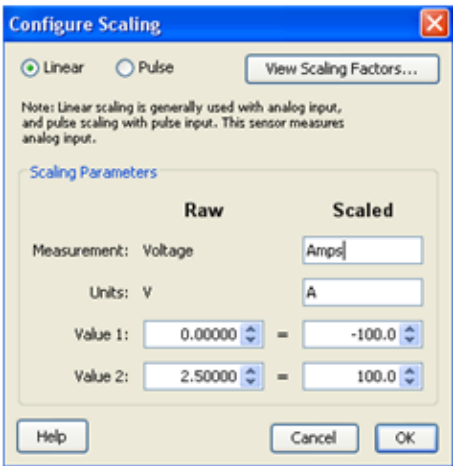 Configure Scaling
Linear Pulse View Scaling Factors...
Note: Linear scaling is generally used with analog input,
and pulse scaling with pulse input. This sensor measures
analog input.
Scaling Parameters
Raw Scaled
Measurement: Voltage Amps
Units: V A
Value 1: 0.00000 = -100.0
Value 2: 2.50000 = 100.0
Help Cancel OK